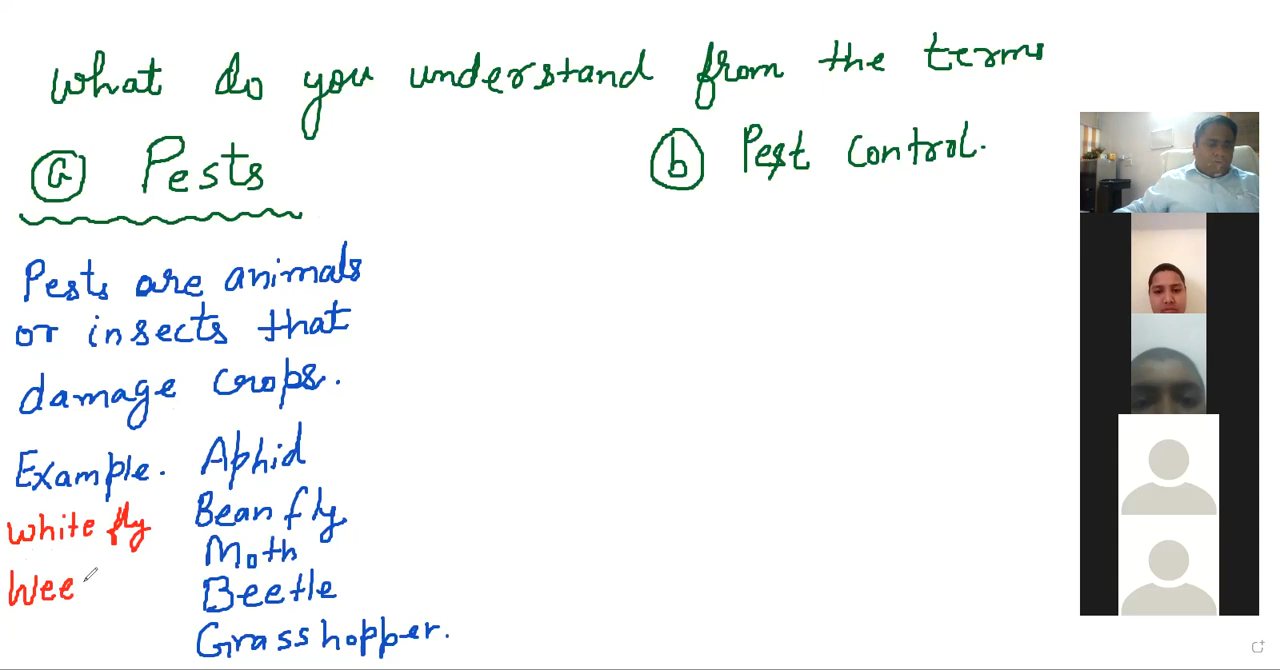 What do you understand from the terms
a Pests
b Pest control.
Pests are animals
or insects that
damage crops.
Example. Aphid
White fly Bean fly
Moth
Wee Beetle
Grasshopper.